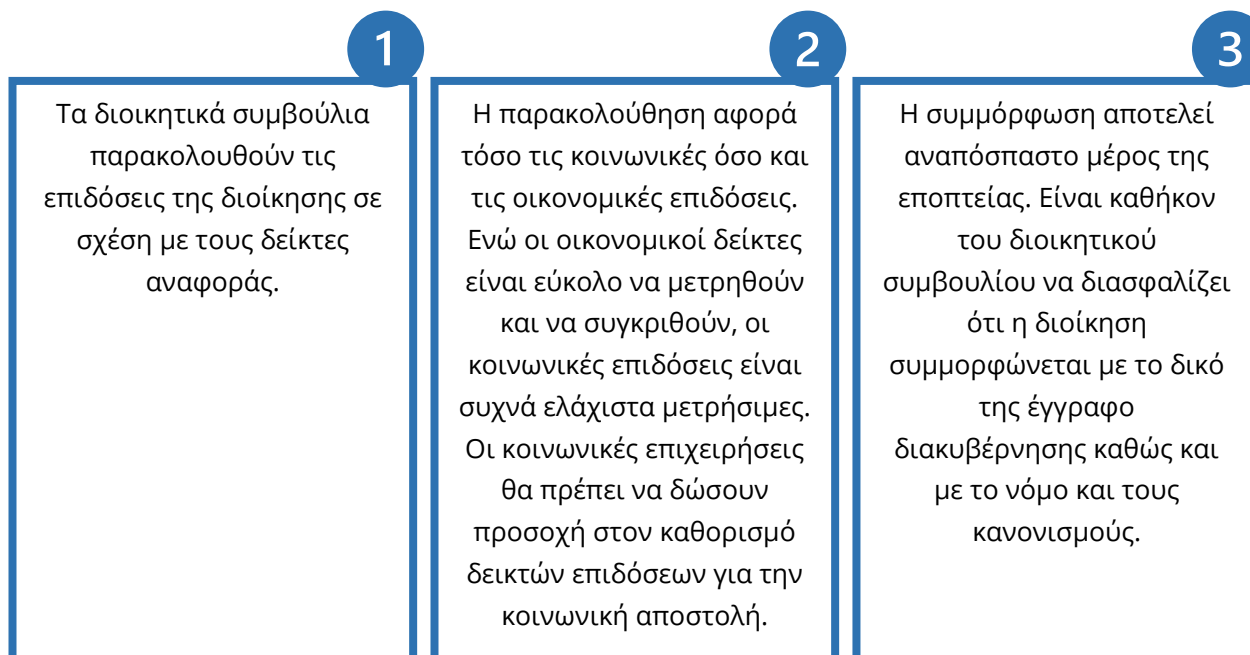 1
Τα διοικητικά συμβούλια
παρακολουθούν τις
επιδόσεις της διοίκησης σε
σχέση με τους δείκτες
αναφοράς.
2
Η παρακολούθηση αφορά
τόσο τις κοινωνικές όσο και
τις οικονομικές επιδόσεις.
Ενώ οι οικονομικοί δείκτες
είναι εύκολο να μετρηθούν
και να συγκριθούν, οι
κοινωνικές επιδόσεις είναι
συχνά ελάχιστα μετρήσιμες.
Οι κοινωνικές επιχειρήσεις
θα πρέπει να δώσουν
προσοχή στον καθορισμό
δεικτών επιδόσεων για την
κοινωνική αποστολή.
3
Η συμμόρφωση αποτελεί
αναπόσπαστο μέρος της
εποπτείας. Είναι καθήκον
του διοικητικού
συμβουλίου να διασφαλίζει
ότι η διοίκηση
συμμορφώνεται με το δικό
της έγγραφο
διακυβέρνησης καθώς και
με το νόμο και τους
κανονισμούς.